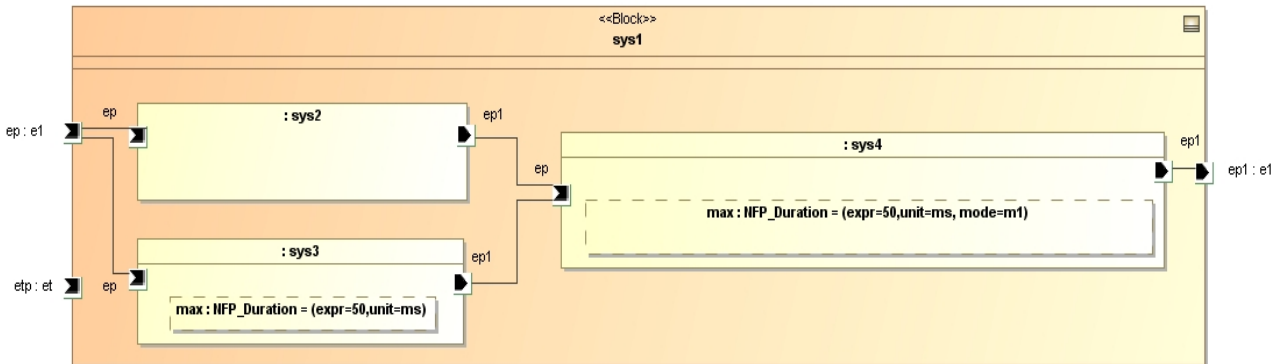 <<Block>>
sys1
ep : e1
ep
: sys2
ep1
ep
: sys4
ep1
ep1 : e1
max : NFP_Duration = (expr=50,unit=ms, mode=m1)
etp : et
ep
: sys3
ep1
max : NFP_Duration = (expr=50,unit=ms)